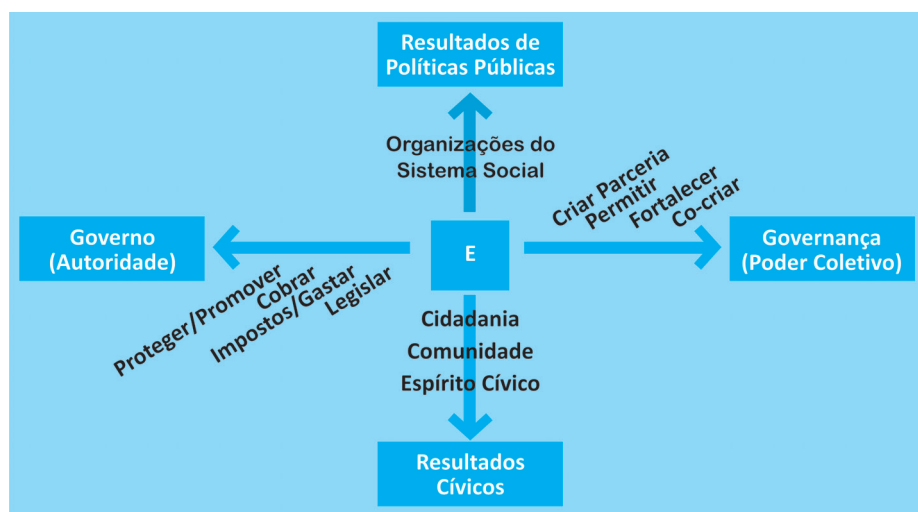 Resultados de
Políticas Públicas
Organizações do
Sistema Social
Criar Parceria
Permitir
Fortalecer
Co-criar
Governo
(Autoridade)
E
Governança
(Poder Coletivo)
Proteger/Promover
Cobrar
Impostos/Gastar
Legislar
Cidadania
Comunidade
Espírito Cívico
Resultados
Cívicos